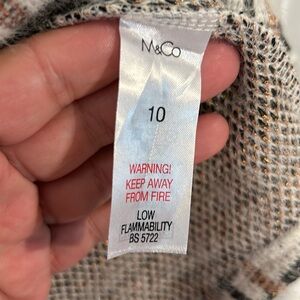 M&Co
10
WARNING!
KEEP AWAY
FROM FIRE
LOW
FLAMMABILITY
BS 5722